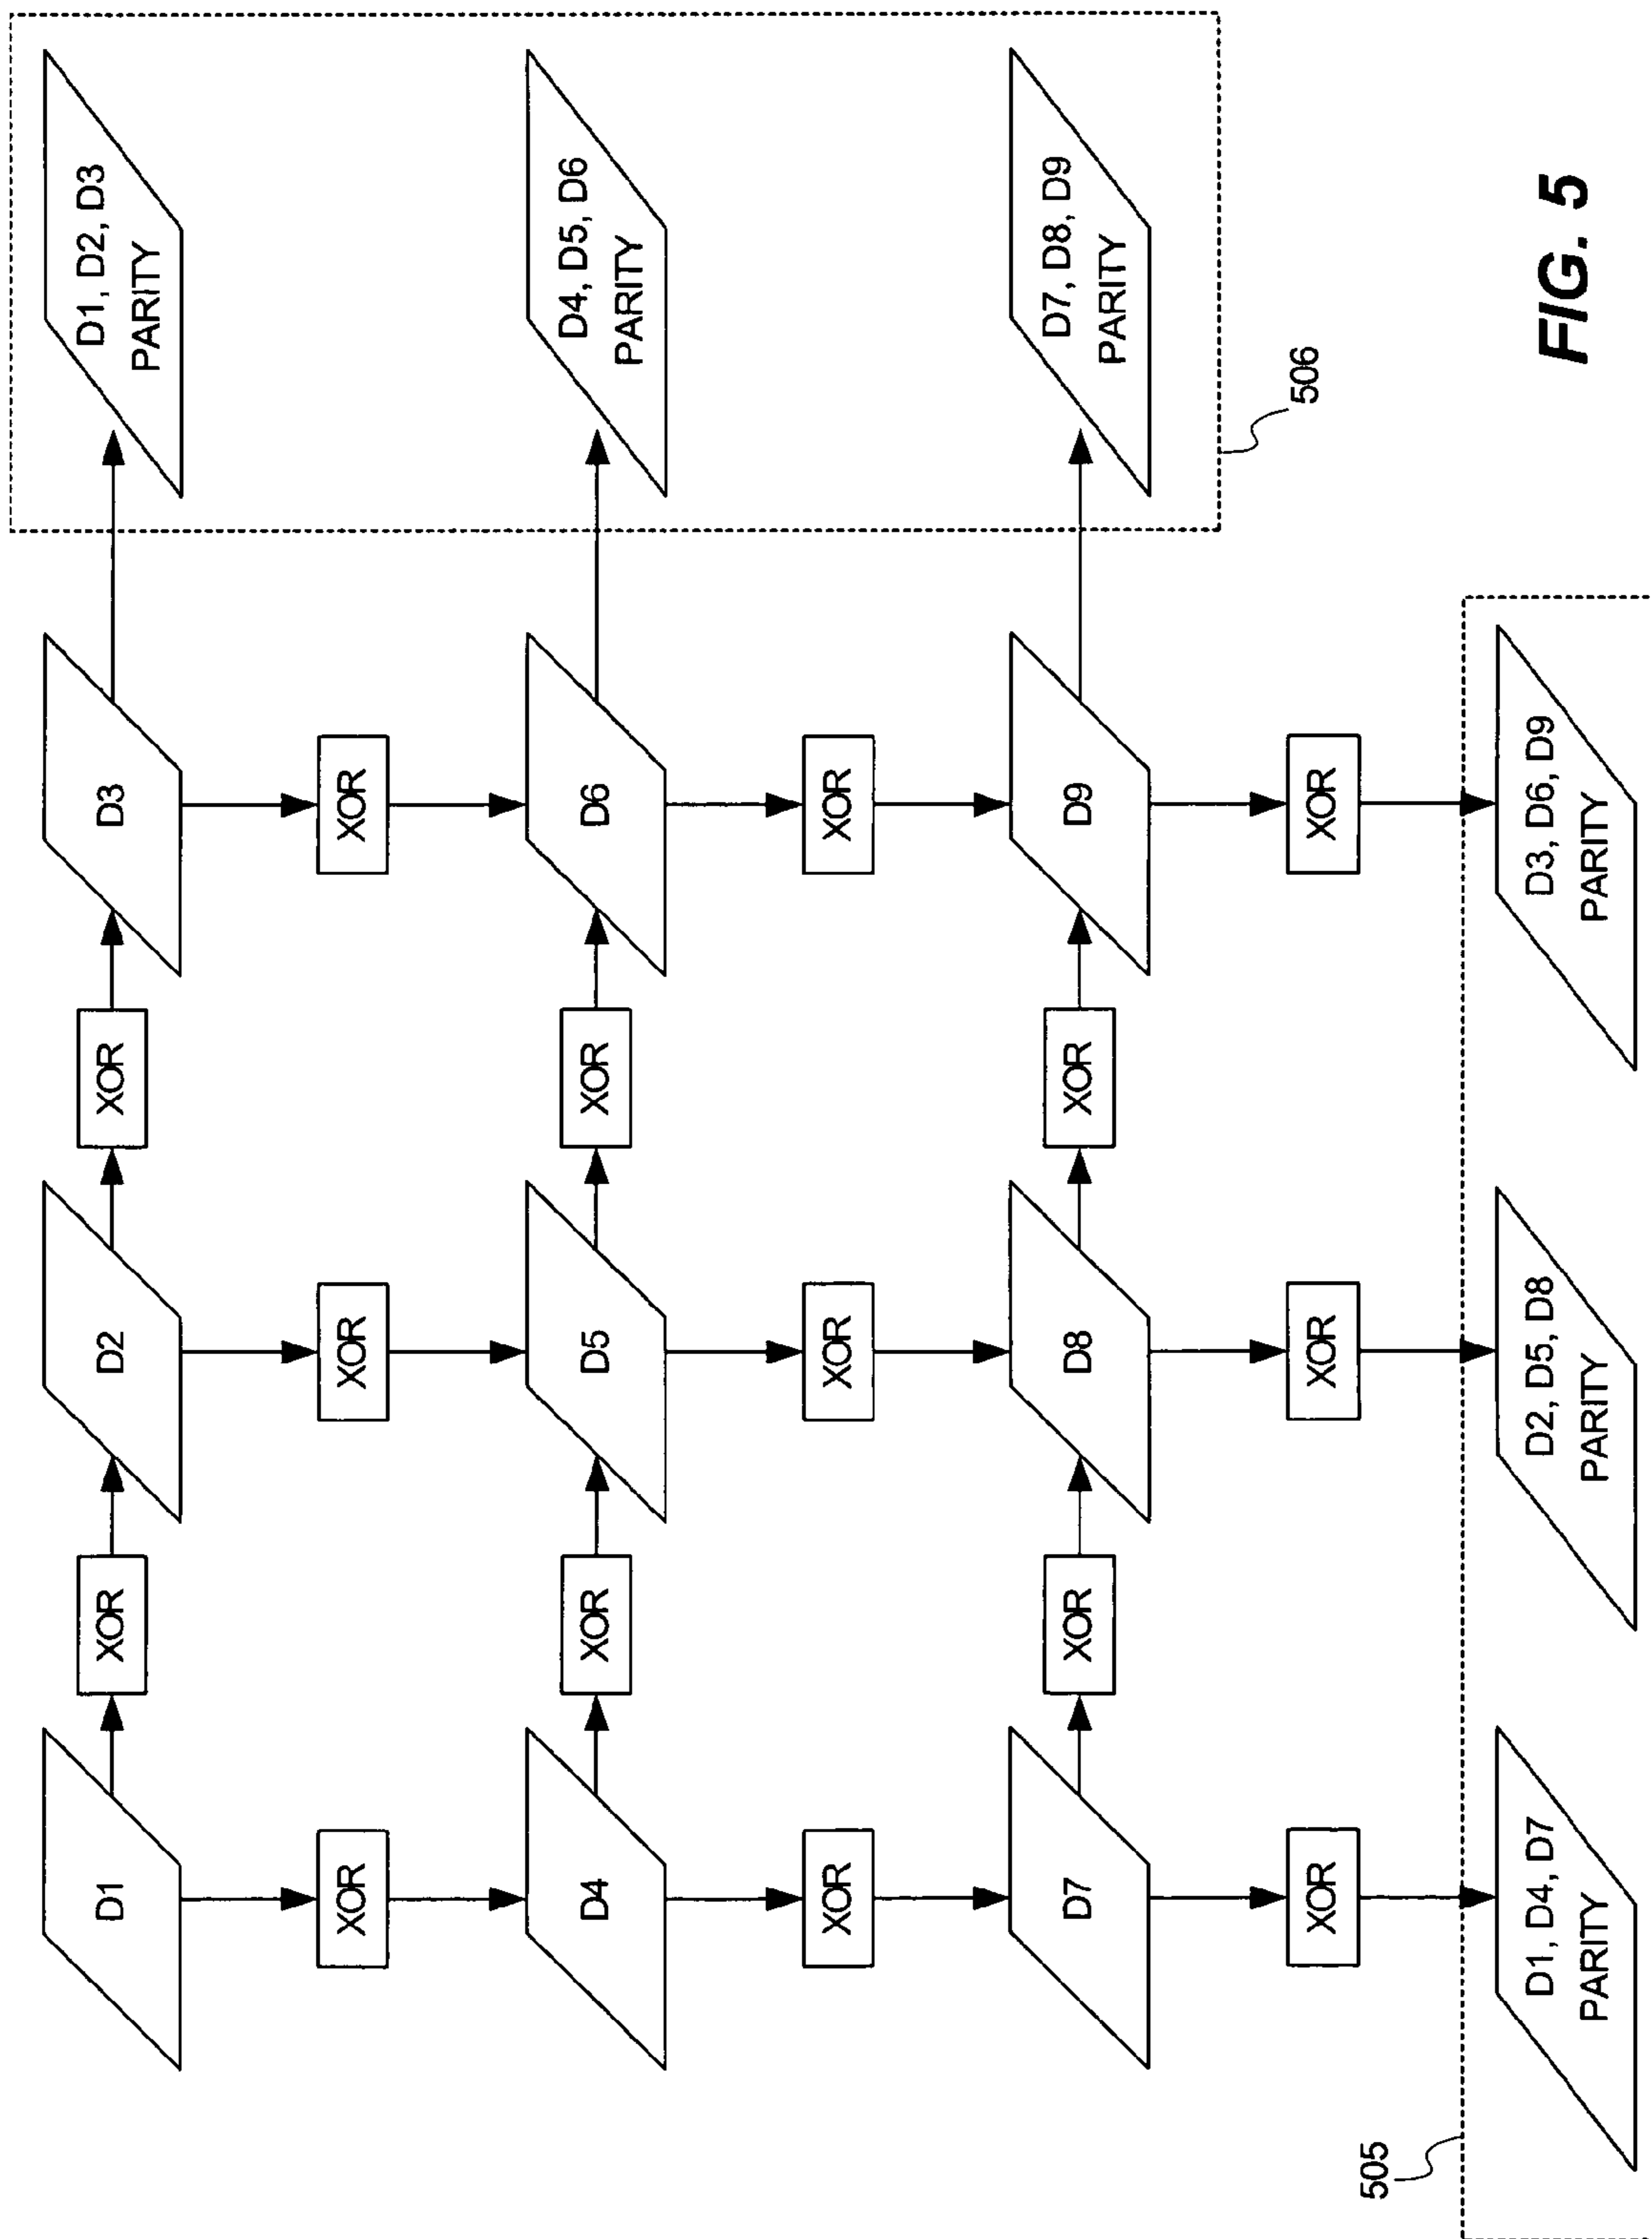 D1
XOR
D2
XOR
D3
D1, D2, D3
PARITY
XOR
XOR
XOR
D4
XOR
D5
XOR
D6
D4, D5, D6
PARITY
XOR
XOR
XOR
D7
XOR
D8
XOR
D9
D7, D8, D9
PARITY
XOR
XOR
XOR
506
505
D1, D4, D7
PARITY
D2, D5, D8
PARITY
D3, D6, D9
PARITY
FIG. 5